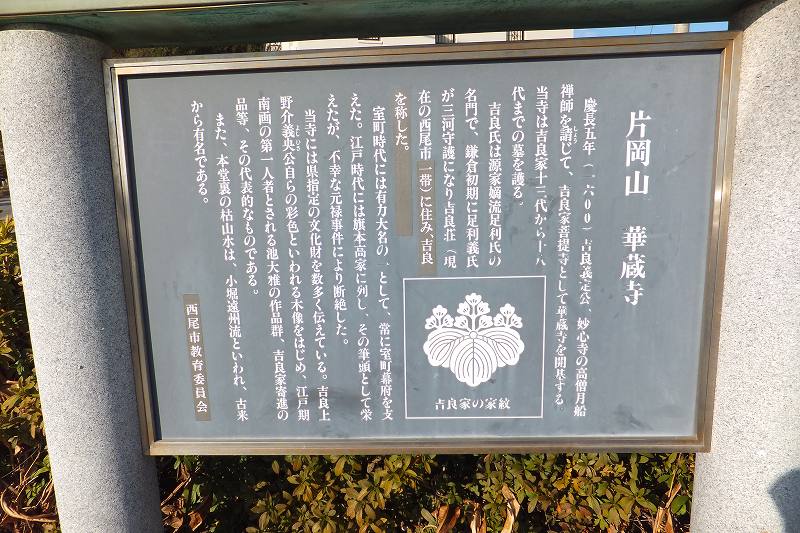 片岡山 華蔵寺
慶長五年（一六００）吉良義定公、妙心寺の高僧月船
禅師を請じて、吉良家菩提寺として華蔵寺を開基する。
しょう
当寺は吉良家十三代から十八
代までの墓を護る。
吉良氏は源家嫡流足利氏の
名門で、鎌倉初期に足利義氏
が三河守護になり吉良荘（現
在の西尾市一帯）に住み、吉良
を称した。
室町時代には有力大名の一として、常に室町幕府を支
えた。江戸時代には旗本高家に列し、その筆頭として栄
えたが、不幸な元禄事件により断絶した。
当寺には県指定の文化財を数多く伝えている。吉良上
野介義央公自らの彩色といわれる木像をはじめ、江戸期
よしひさ
南画の第一人者とされる池大雅の作品群、吉良家寄進の
品等、その代表的なものである。
また、本堂裏の枯山水は、小堀遠州流といわれ、古来
から有名である。
西尾市教育委員会
吉良家の家紋